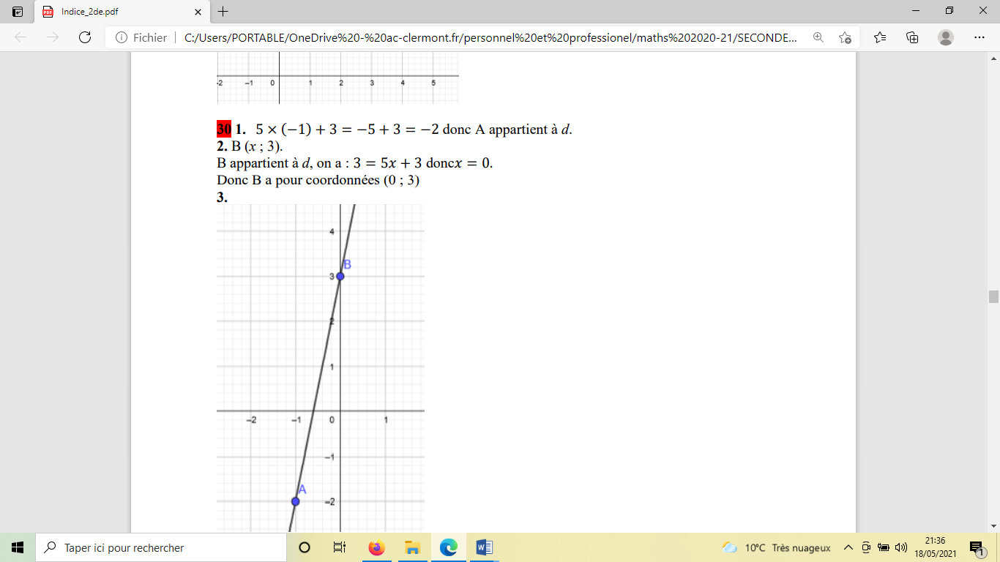 Indice_2de.pdf
Fichier | C:/Users/PORTABLE/OneDrive%20-%20ac-clermont.fr/personnel%20et%20professionel/maths%202020-21/SECONDE...
-2 -1 0 1 2 3 4 5
30 1. 5 × (−1) + 3 = −5 + 3 = −2 donc A appartient à d.
2. B (x ; 3).
B appartient à d, on a : 3 = 5x + 3 doncx = 0.
Donc B a pour coordonnées (0 ; 3)
3.
4
B
3
2
1
-2 -1 0 1
-1
A
-2
Taper ici pour rechercher
10°C Très nuageux
21:36
18/05/2021
1